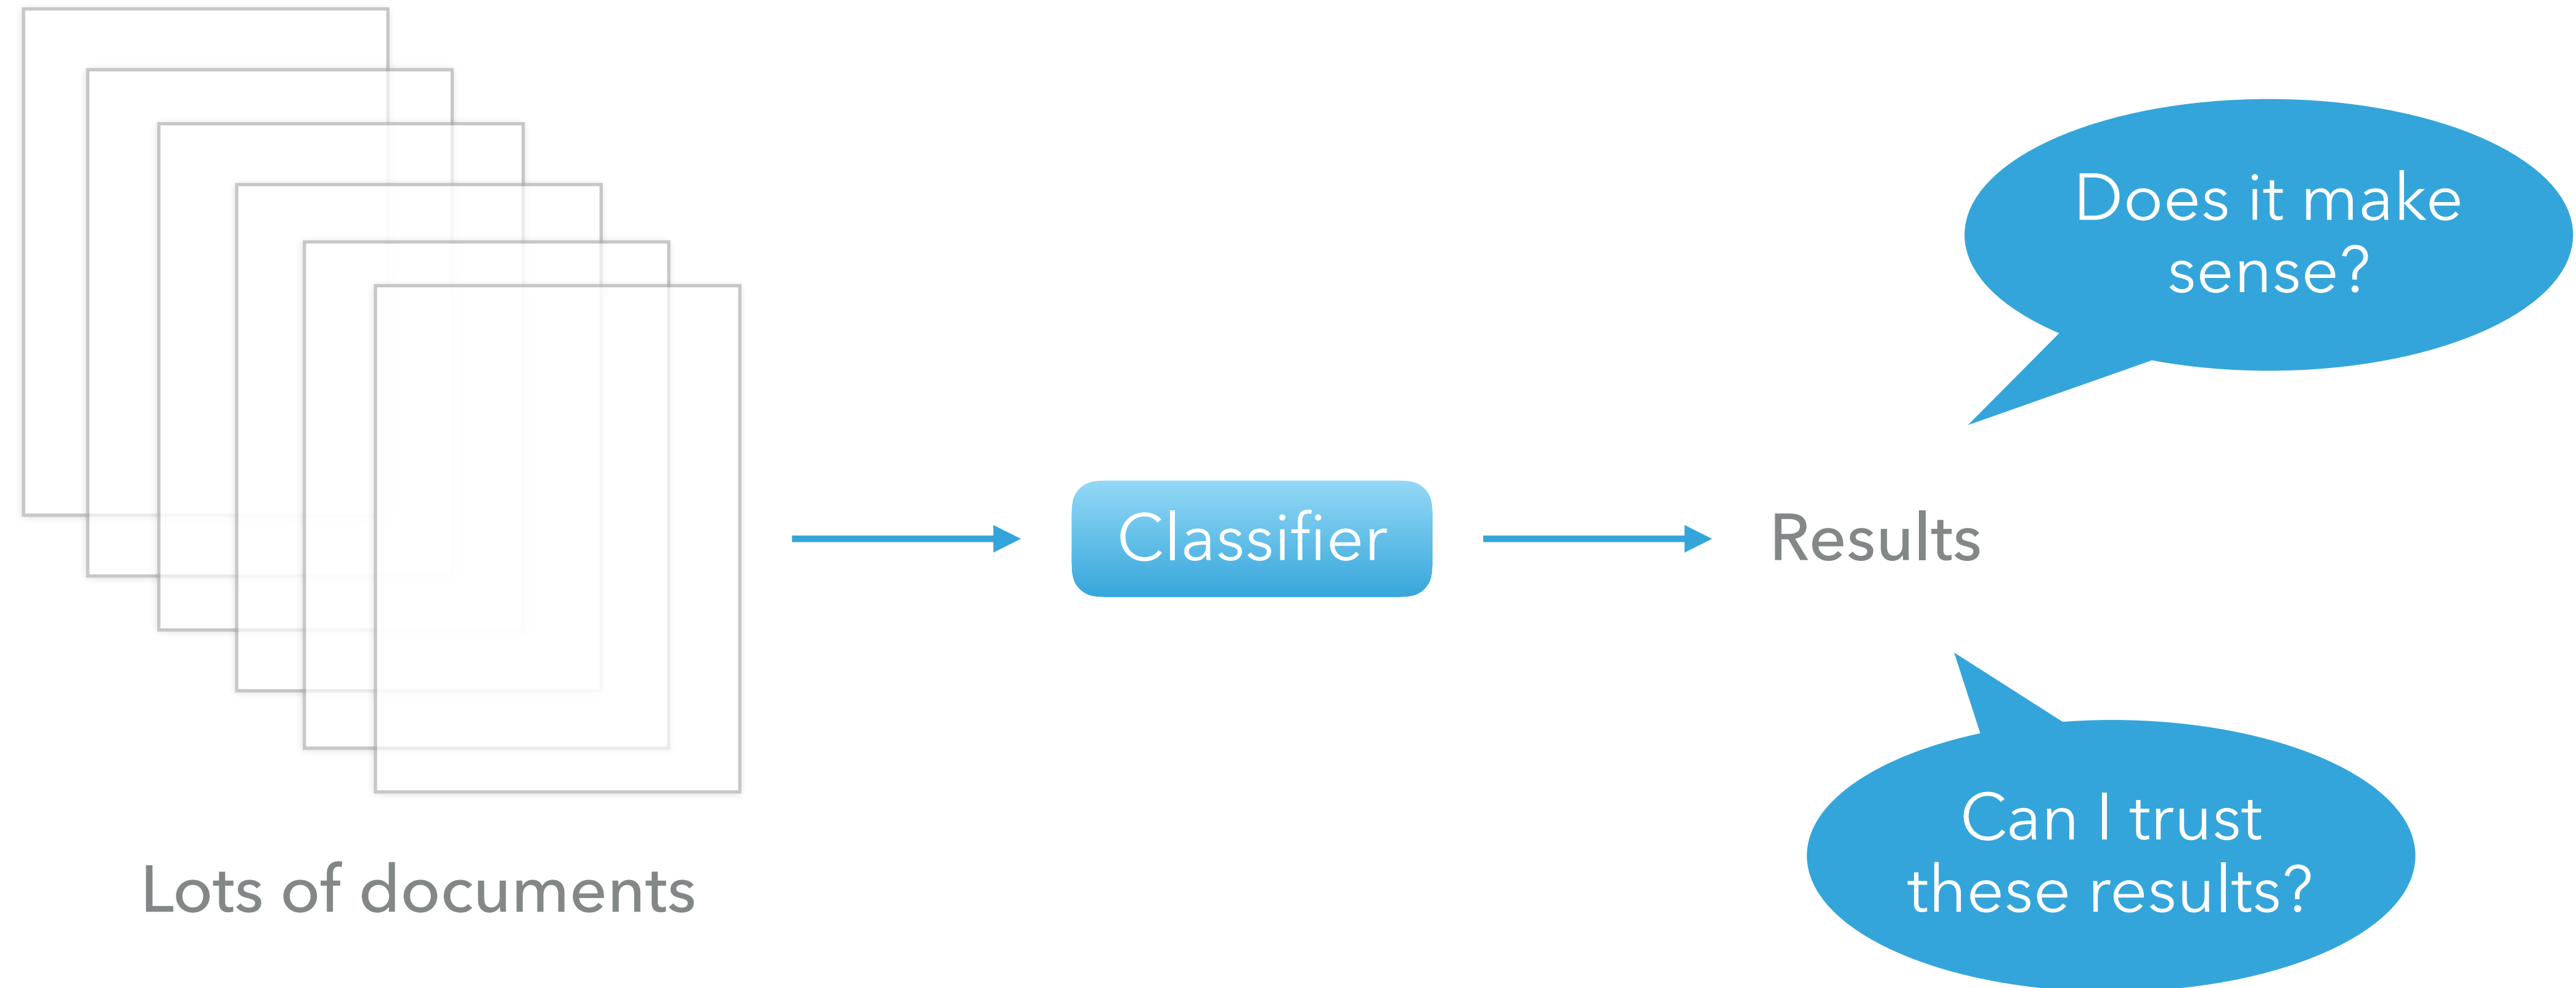 Does it make
sense?
Classifier
Results
Can I trust
these results?
Lots of documents